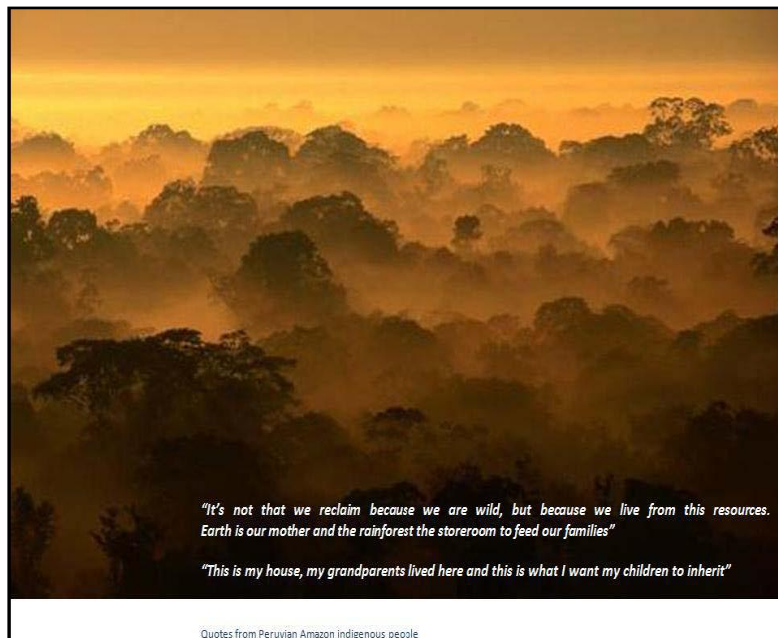 “It’s not that we reclaim because we are wild, but because we live from this resources.
Earth is our mother and the rainforest the storeroom to feed our families”
“This is my house, my grandparents lived here and this is what I want my children to inherit”
Quotes from Peruvian Amazon indigenous people